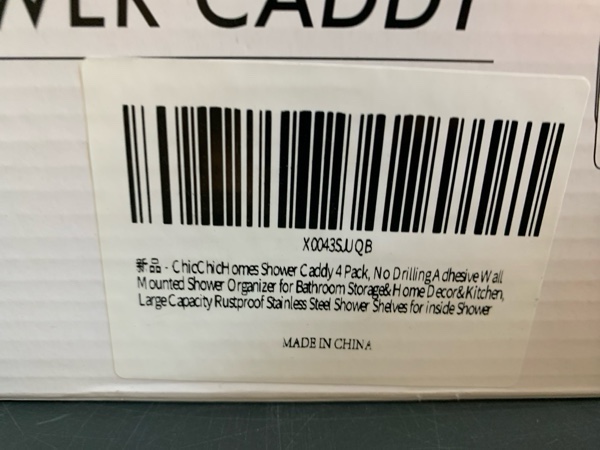 WER CADDY
X0043SJUQB
新品 - ChicChicHomes Shower Caddy 4 Pack, No Drilling Adhesive Wall
Mounted Shower Organizer for Bathroom Storage&Home Decor&Kitchen,
Large Capacity Rustproof Stainless Steel Shower Shelves for inside Shower
MADE IN CHINA